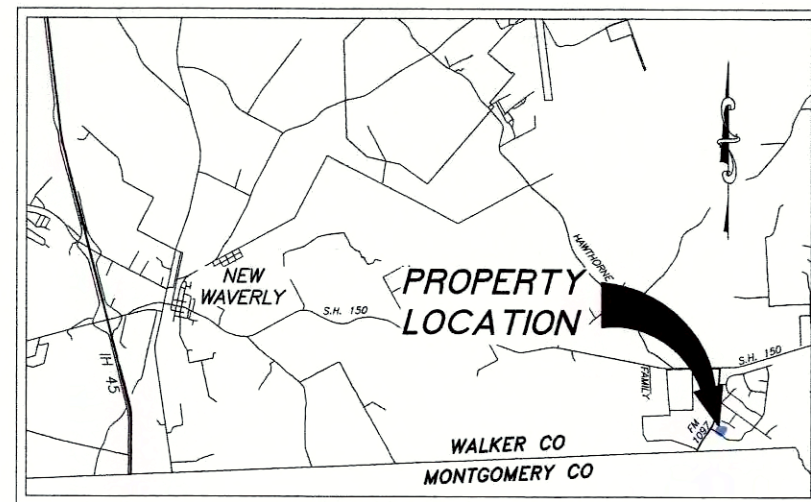 HAWTHORNE
NEW
WAVERLY
PROPERTY
LOCATION
S.H. 150
S.H. 150
IH 45
FAMILY
FM
1097
WALKER CO
MONTGOMERY CO